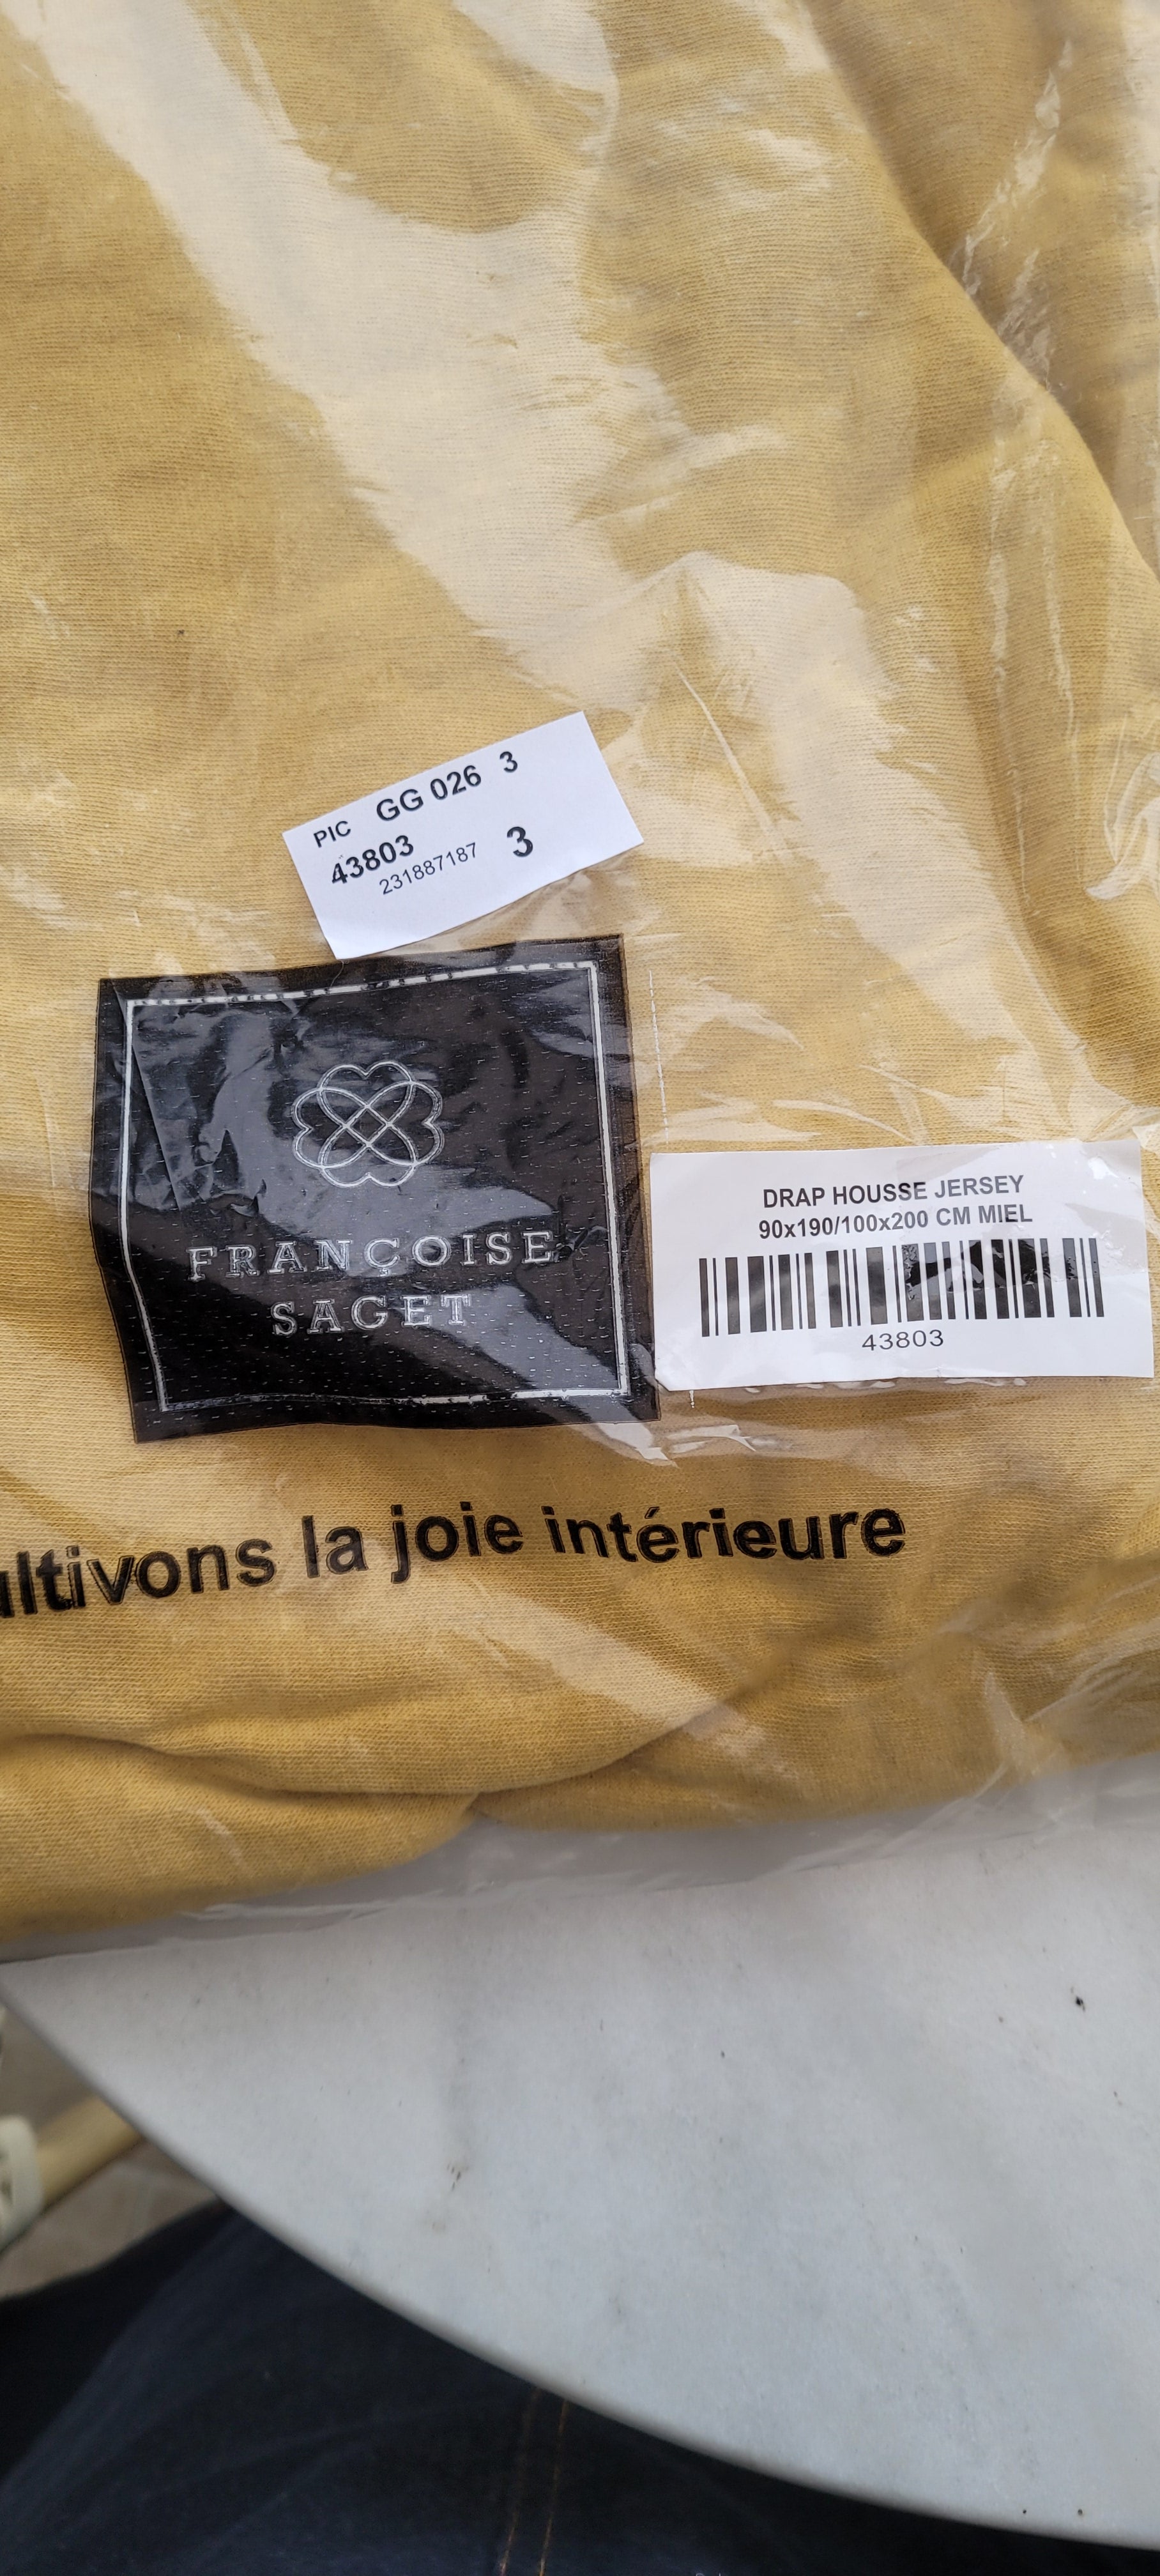 PIC GG 026 3
43803 3
231887187
FRANÇOISE
SAGET
DRAP HOUSSE JERSEY
90x190/100x200 CM MIEL
43803
ultivons la joie intérieure